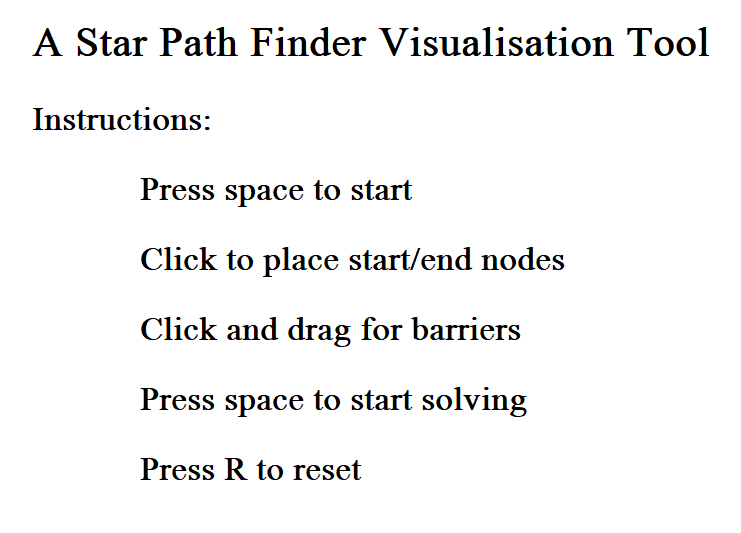 A Star Path Finder Visualisation Tool
Instructions:
Press space to start
Click to place start/end nodes
Click and drag for barriers
Press space to start solving
Press R to reset